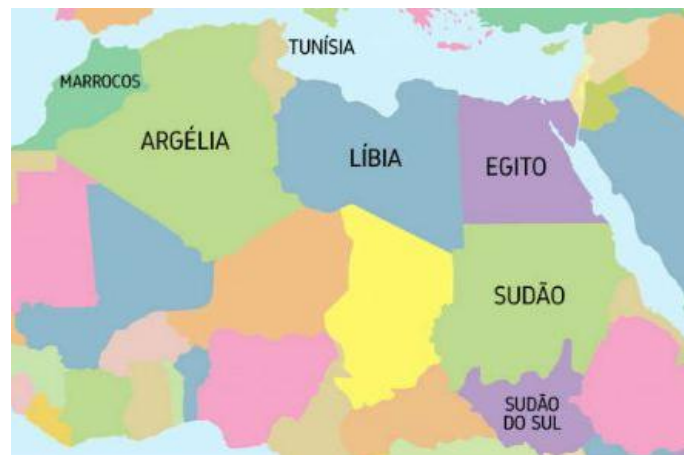 TUNÍSIA
MARROCOS
ARGÉLIA
LÍBIA
EGITO
SUDÃO
SUDÃO
DO SUL